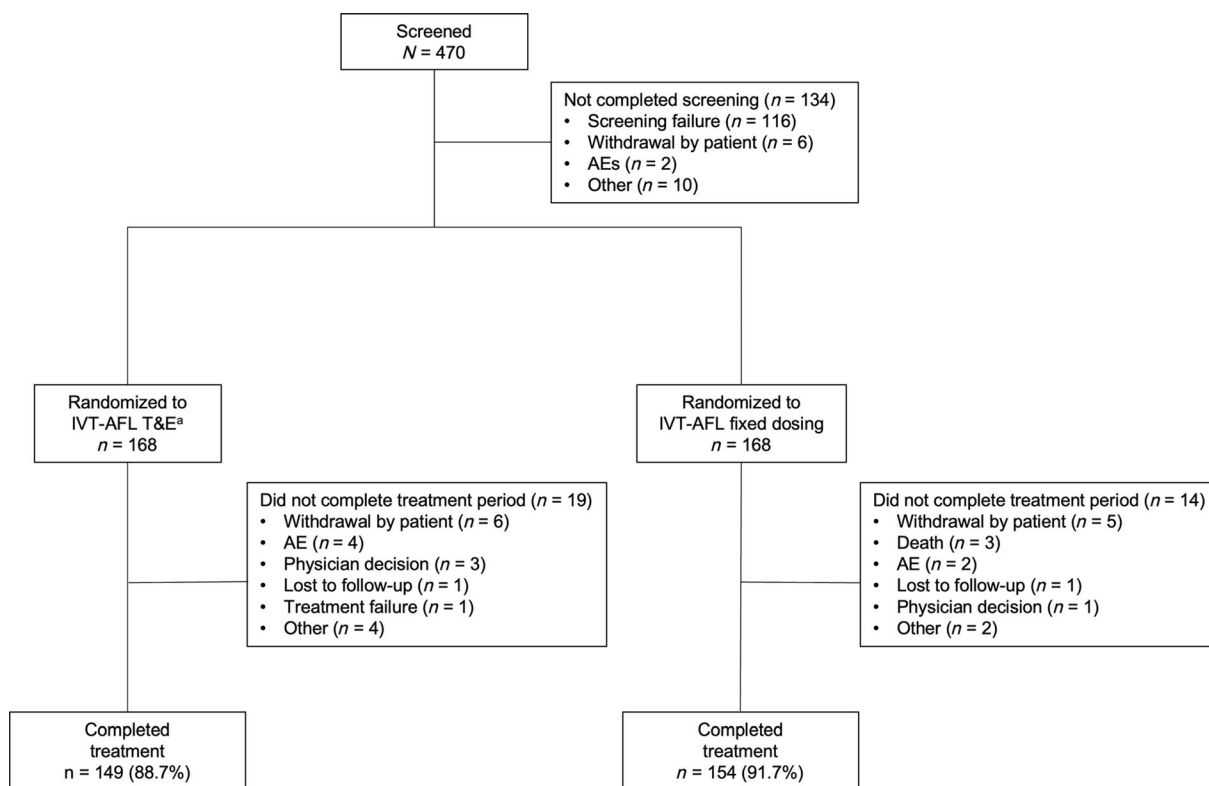 Screened
N = 470
Not completed screening (n = 134)
• Screening failure (n = 116)
• Withdrawal by patient (n = 6)
• AEs (n = 2)
• Other (n = 10)
Randomized to
IVT-AFL T&Eᵃ
n = 168
Randomized to
IVT-AFL fixed dosing
n = 168
Did not complete treatment period (n = 19)
• Withdrawal by patient (n = 6)
• AE (n = 4)
• Physician decision (n = 3)
• Lost to follow-up (n = 1)
• Treatment failure (n = 1)
• Other (n = 4)
Did not complete treatment period (n = 14)
• Withdrawal by patient (n = 5)
• Death (n = 3)
• AE (n = 2)
• Lost to follow-up (n = 1)
• Physician decision (n = 1)
• Other (n = 2)
Completed
treatment
n = 149 (88.7%)
Completed
treatment
n = 154 (91.7%)